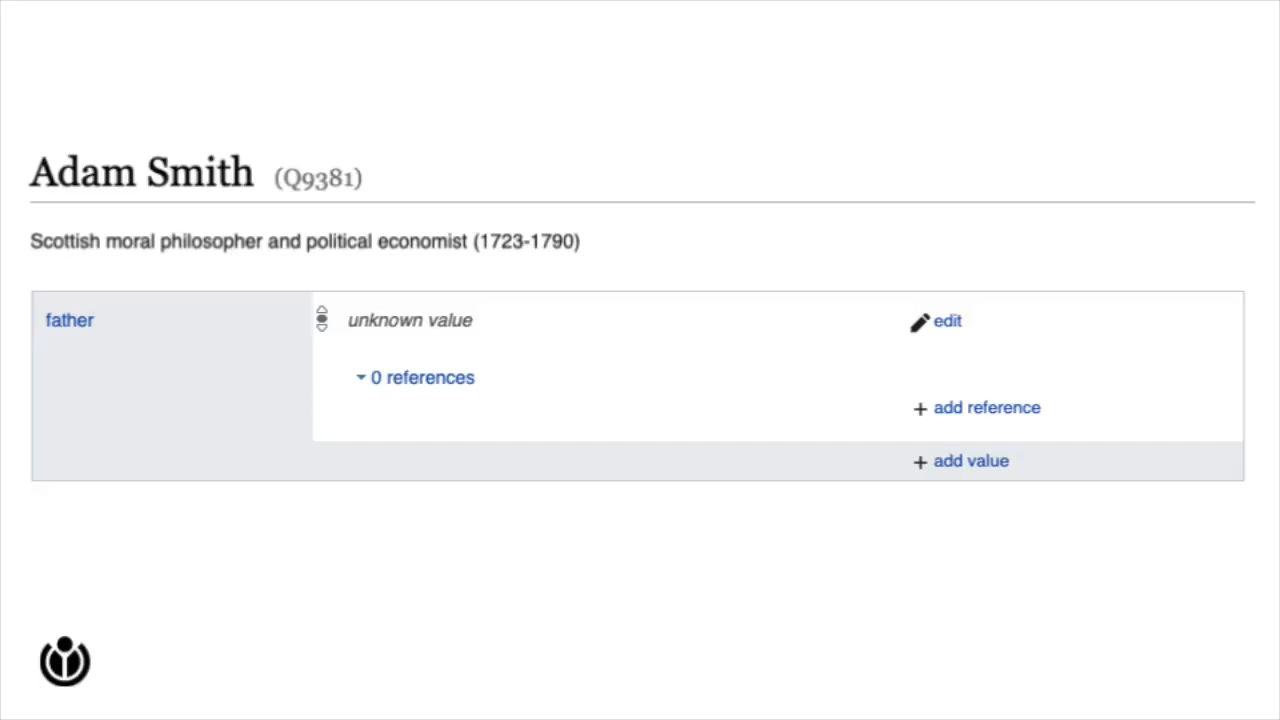 Adam Smith (Q9381)
Scottish moral philosopher and political economist (1723-1790)
father
unknown value
edit
0 references
+ add reference
+ add value